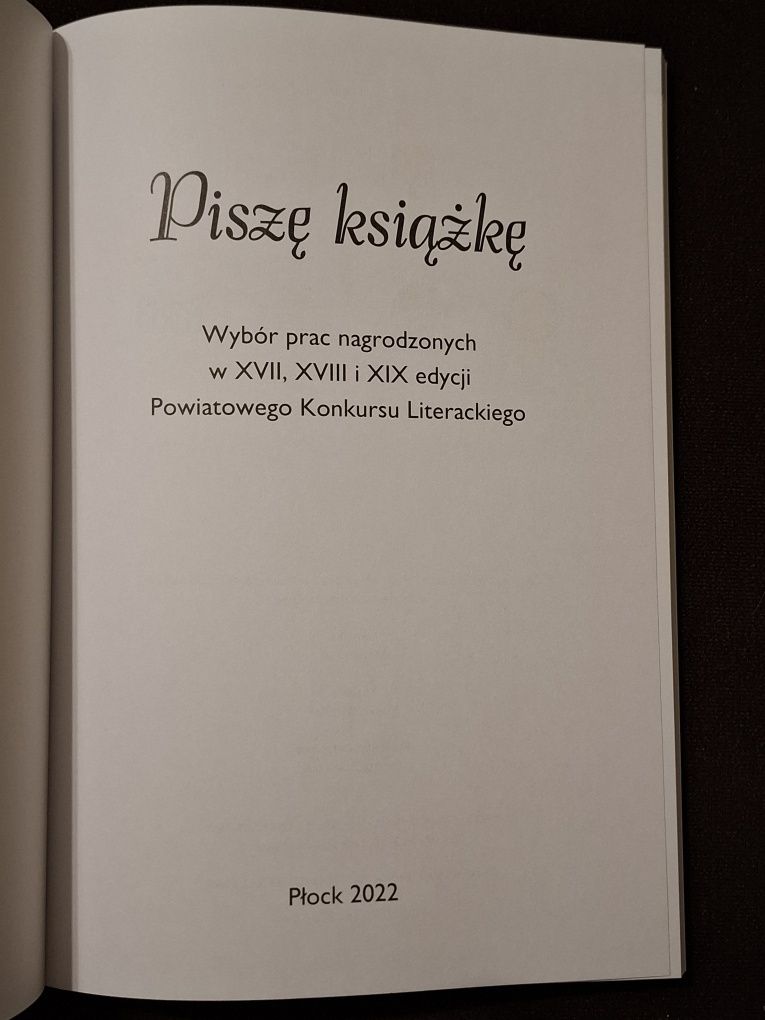 Piszę książkę
Wybór prac nagrodzonych
w XVII, XVIII i XIX edycji
Powiatowego Konkursu Literackiego
Płock 2022